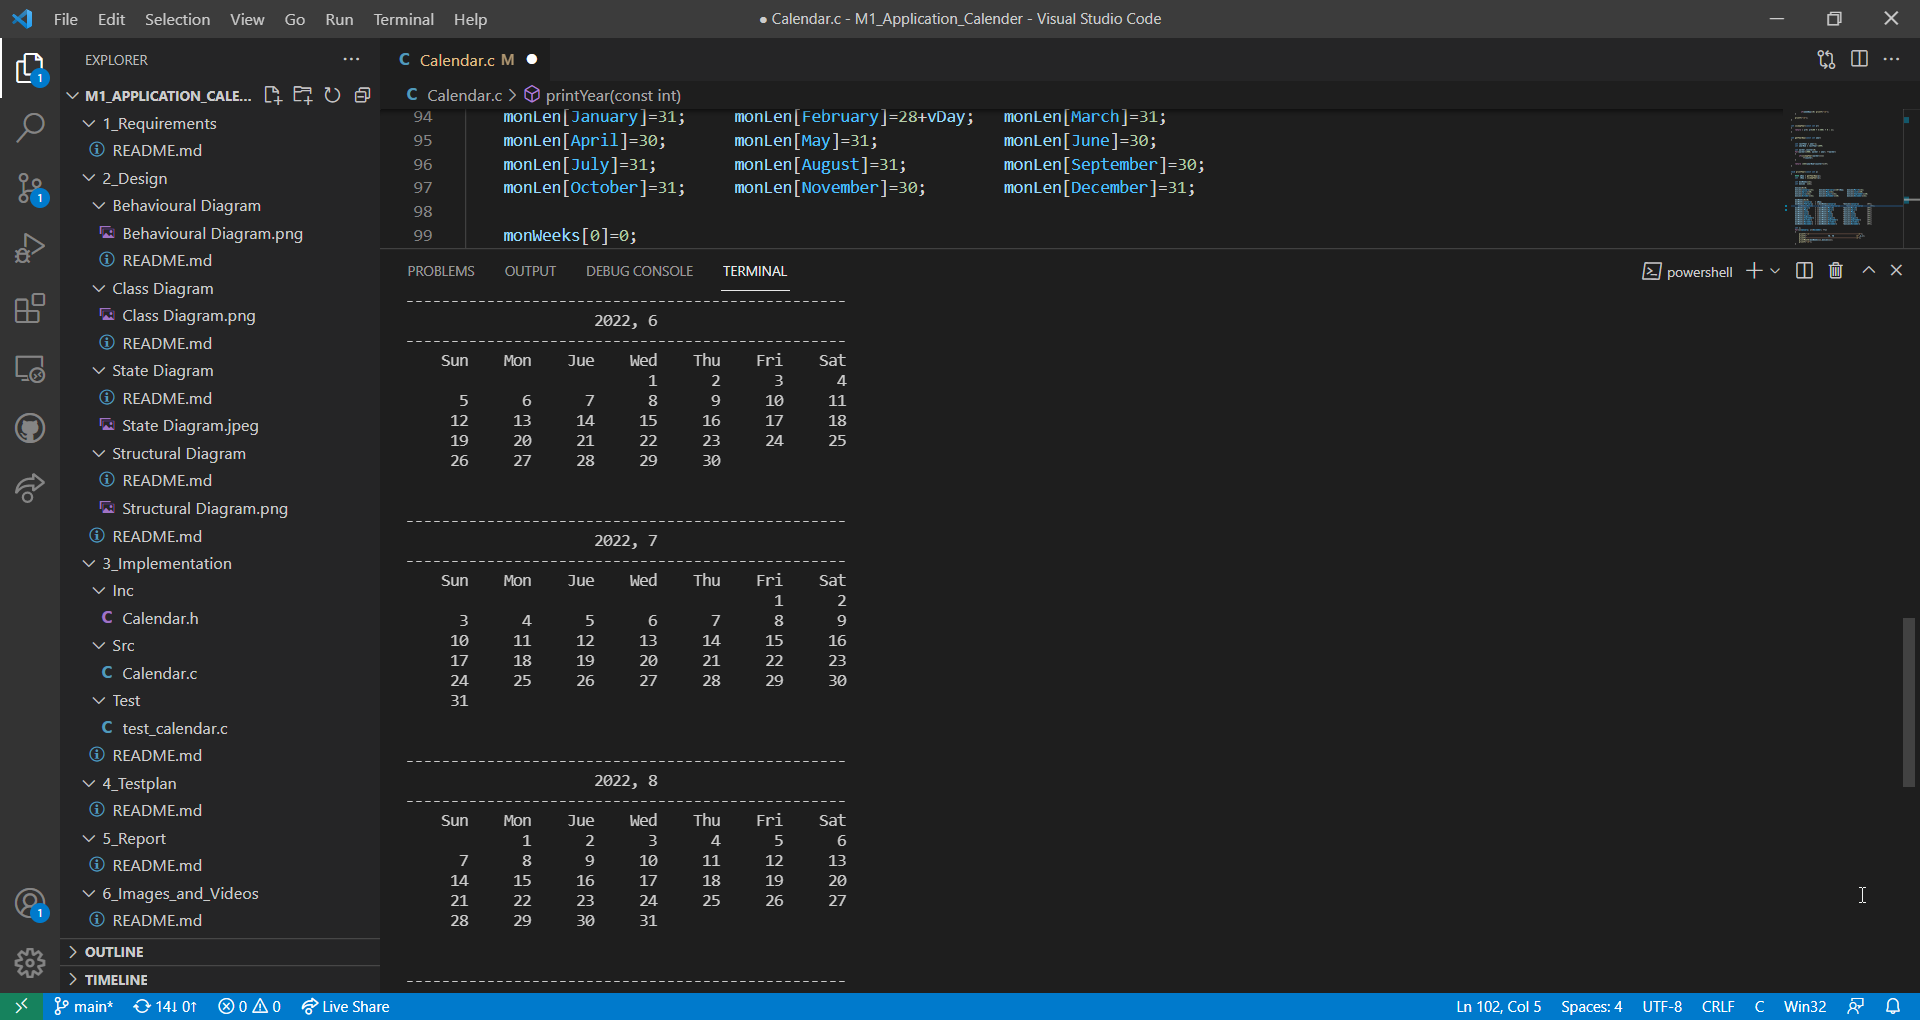 File Edit Selection View Go Run Terminal Help
● Calendar.c - M1_Application_Calender - Visual Studio Code
EXPLORER
M1_APPLICATION_CALE...
1_Requirements
README.md
2_Design
Behavioural Diagram
Behavioural Diagram.png
README.md
Class Diagram
Class Diagram.png
README.md
State Diagram
README.md
State Diagram.jpeg
Structural Diagram
README.md
Structural Diagram.png
README.md
3_Implementation
Inc
C Calendar.h
Src
C Calendar.c
Test
C test_calendar.c
README.md
4_Testplan
README.md
5_Report
README.md
6_Images_and_Videos
README.md
OUTLINE
TIMELINE
1
1
1
C Calendar.c M ●
C Calendar.c > printYear(const int)
94 monLen[January]=31; monLen[February]=28+vDay; monLen[March]=31;
95 monLen[April]=30; monLen[May]=31; monLen[June]=30;
96 monLen[July]=31; monLen[August]=31; monLen[September]=30;
97 monLen[October]=31; monLen[November]=30; monLen[December]=31;
98
99 monWeeks[0]=0;
PROBLEMS OUTPUT DEBUG CONSOLE TERMINAL
powershell
-------------------------------------------------
2022, 6
-------------------------------------------------
Sun Mon Jue Wed Thu Fri Sat
1 2 3 4
5 6 7 8 9 10 11
12 13 14 15 16 17 18
19 20 21 22 23 24 25
26 27 28 29 30
-------------------------------------------------
2022, 7
-------------------------------------------------
Sun Mon Jue Wed Thu Fri Sat
1 2
3 4 5 6 7 8 9
10 11 12 13 14 15 16
17 18 19 20 21 22 23
24 25 26 27 28 29 30
31
-------------------------------------------------
2022, 8
-------------------------------------------------
Sun Mon Jue Wed Thu Fri Sat
1 2 3 4 5 6
7 8 9 10 11 12 13
14 15 16 17 18 19 20
21 22 23 24 25 26 27
28 29 30 31
-------------------------------------------------
main* 14↓ 0↑ 0 0 Live Share
Ln 102, Col 5 Spaces: 4 UTF-8 CRLF C Win32